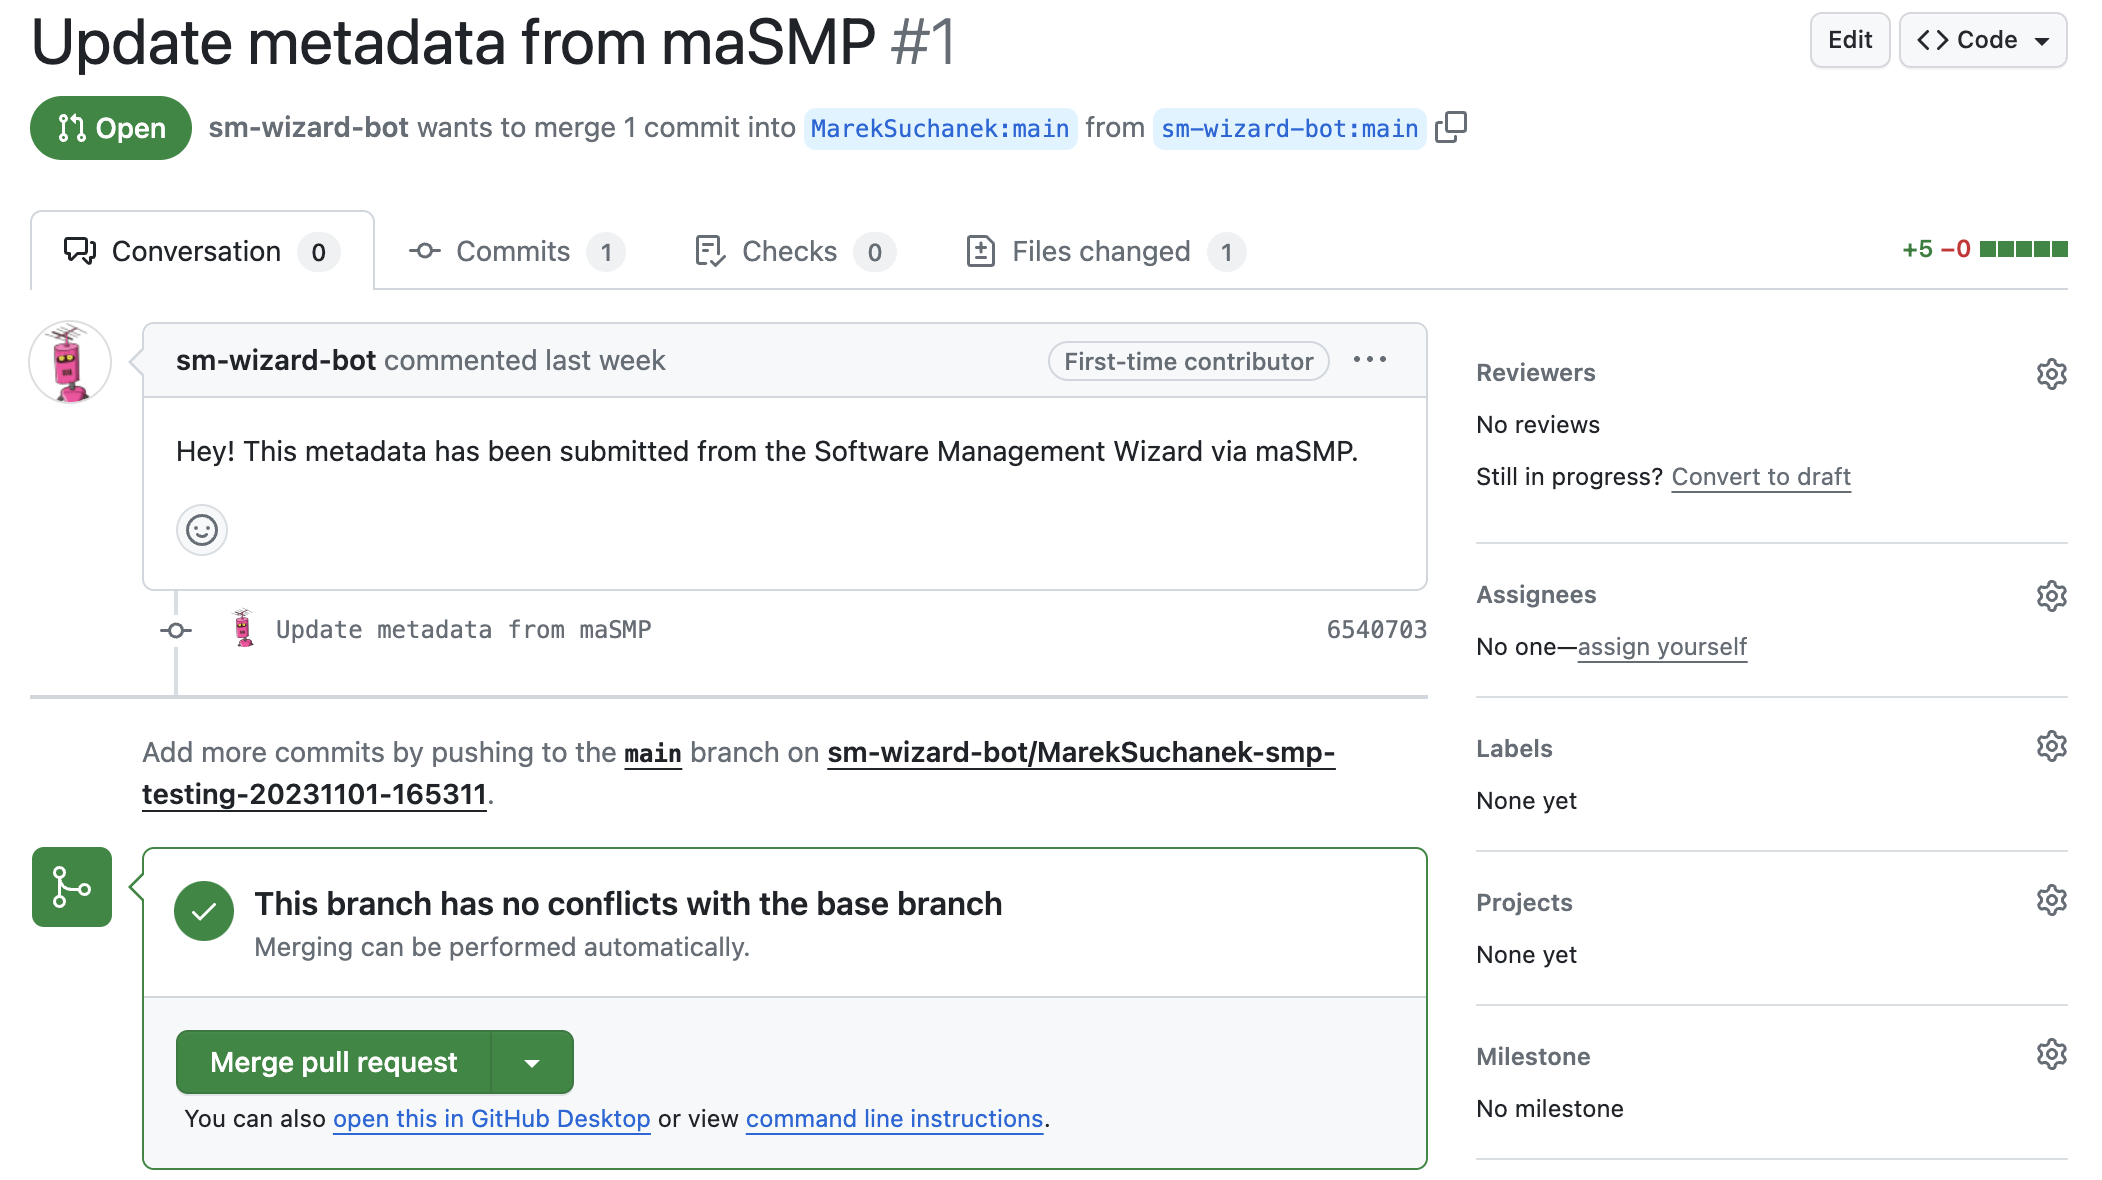 Update metadata from maSMP #1
Edit
Code
Open
sm-wizard-bot wants to merge 1 commit into MarekSuchanek:main from sm-wizard-bot:main
Conversation 0
Commits 1
Checks 0
Files changed 1
+5 −0
sm-wizard-bot commented last week
First-time contributor
Hey! This metadata has been submitted from the Software Management Wizard via maSMP.
Update metadata from maSMP
6540703
Add more commits by pushing to the main branch on sm-wizard-bot/MarekSuchanek-smp-
testing-20231101-165311.
This branch has no conflicts with the base branch
Merging can be performed automatically.
Merge pull request
You can also open this in GitHub Desktop or view command line instructions.
Reviewers
No reviews
Still in progress? Convert to draft
Assignees
No one—assign yourself
Labels
None yet
Projects
None yet
Milestone
No milestone